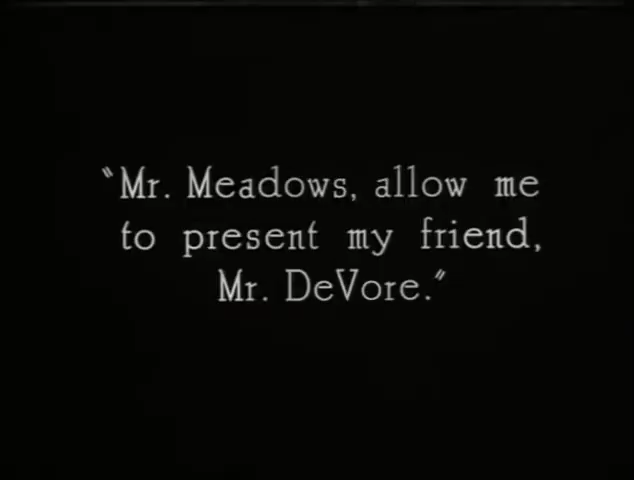 "Mr. Meadows, allow me
to present my friend,
Mr. DeVore."